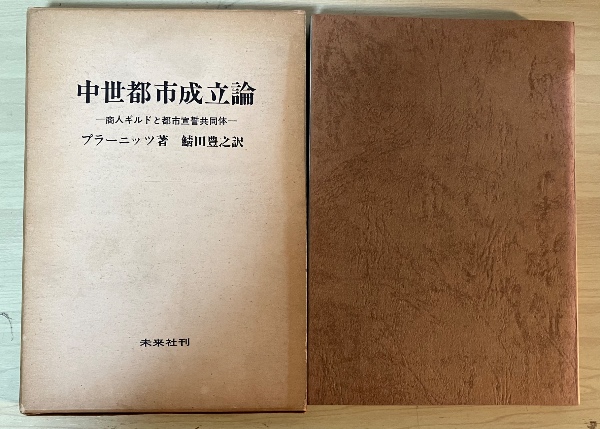 中世都市成立論
―商人ギルドと都市宣誓共同体―
プラーニッツ著 鯖田豊之訳
未来社刊